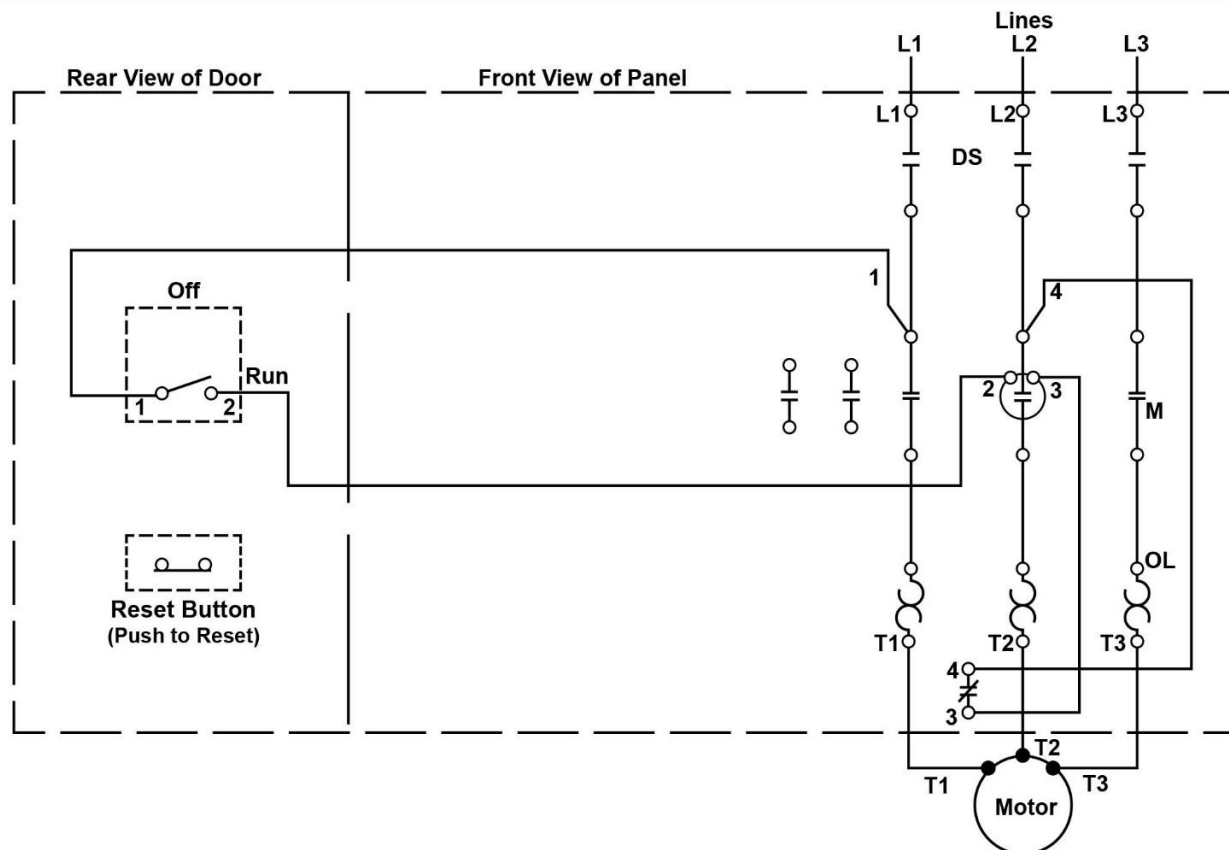 Lines
L1 L2 L3
Rear View of Door Front View of Panel
L1 L2 L3
DS
1 4
Off
Run
1 2
2 3
M
OL
Reset Button
(Push to Reset)
T1 T2 T3
4
3
T2
T1 T3
Motor